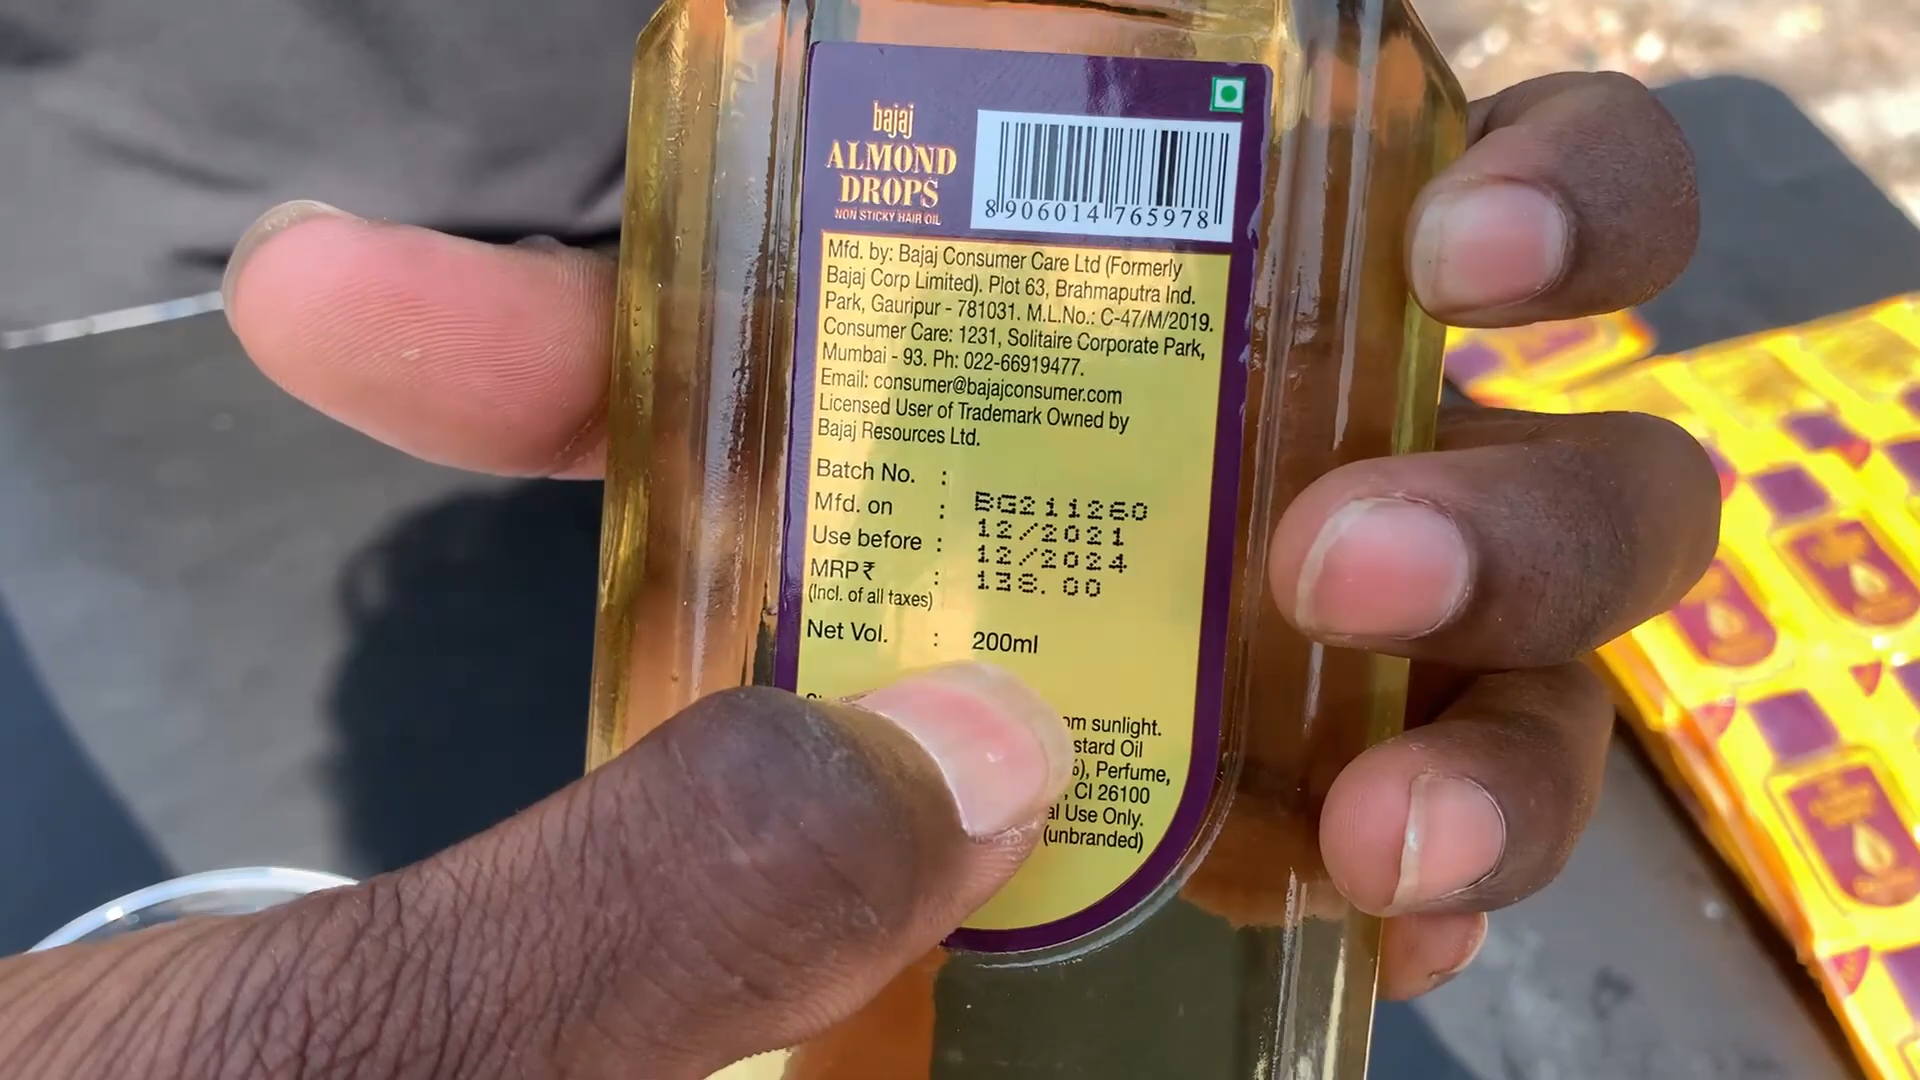 bajaj
ALMOND
DROPS
NON STICKY HAIR OIL
8 906014 765978
Mfd. by: Bajaj Consumer Care Ltd (Formerly
Bajaj Corp Limited). Plot 63, Brahmaputra Ind.
Park, Gauripur - 781031. M.L.No.: C-47/M/2019.
Consumer Care: 1231, Solitaire Corporate Park,
Mumbai - 93. Ph: 022-66919477.
Email: consumer@bajajconsumer.com
Licensed User of Trademark Owned by
Bajaj Resources Ltd.
Batch No. : BG211260
Mfd. on : 12/2021
Use before : 12/2024
MRP ₹ : 138.00
(Incl. of all taxes)
Net Vol. : 200ml
sunlight.
Oil
Perfume,
CI 26100
Use Only.
(unbranded)